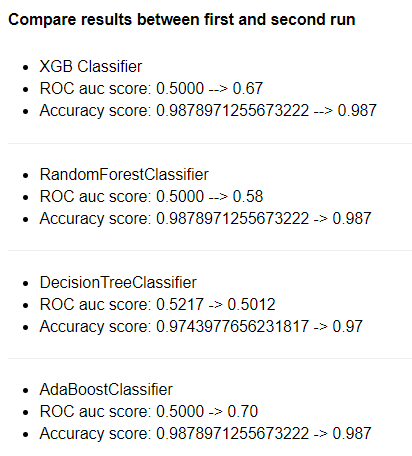 Compare results between first and second run
XGB Classifier
ROC auc score: 0.5000 --> 0.67
Accuracy score: 0.9878971255673222 --> 0.987
RandomForestClassifier
ROC auc score: 0.5000 --> 0.58
Accuracy score: 0.9878971255673222 -> 0.987
DecisionTreeClassifier
ROC auc score: 0.5217 -> 0.5012
Accuracy score: 0.9743977656231817 -> 0.97
AdaBoostClassifier
ROC auc score: 0.5000 -> 0.70
Accuracy score: 0.9878971255673222 -> 0.987